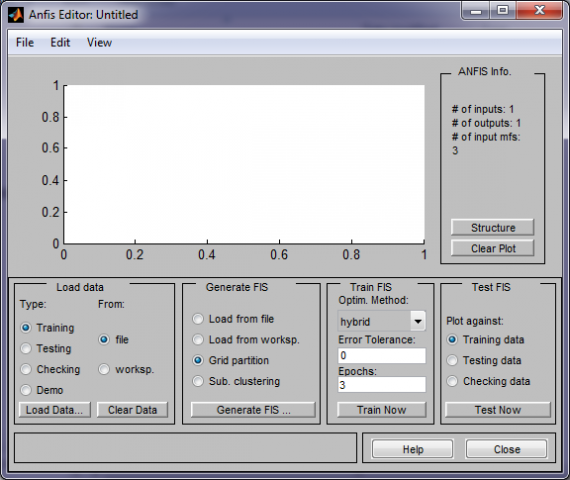 Anfis Editor: Untitled
File Edit View
1
0.8
0.6
0.4
0.2
0
0 0.2 0.4 0.6 0.8 1
ANFIS Info.
# of inputs: 1
# of outputs: 1
# of input mfs:
3
Structure
Clear Plot
Load data
Type: From:
Training
file
Testing
Checking
worksp.
Demo
Load Data... Clear Data
Generate FIS
Load from file
Load from worksp.
Grid partition
Sub. clustering
Generate FIS ...
Train FIS
Optim. Method:
hybrid
Error Tolerance:
0
Epochs:
3
Train Now
Test FIS
Plot against:
Training data
Testing data
Checking data
Test Now
Help Close